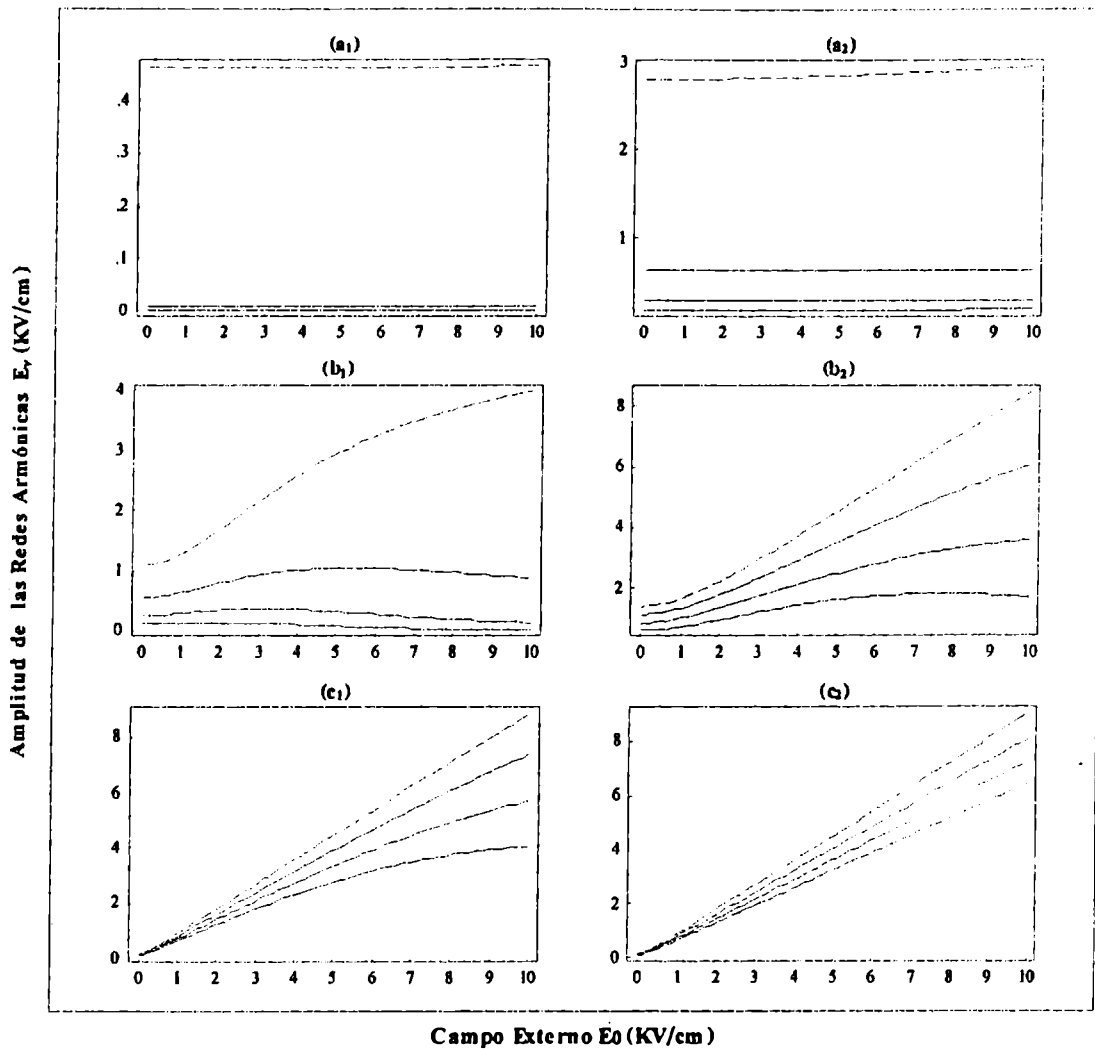 (a₁)
.4
.3
.2
.1
0
0 1 2 3 4 5 6 7 8 9 10
(a₂)
3
2
1
0 1 2 3 4 5 6 7 8 9 10
(b₁)
4
3
2
1
0
0 1 2 3 4 5 6 7 8 9 10
(b₂)
8
6
4
2
0 1 2 3 4 5 6 7 8 9 10
(c₁)
8
6
4
2
0
0 1 2 3 4 5 6 7 8 9 10
(c₂)
8
6
4
2
0
0 1 2 3 4 5 6 7 8 9 10
Amplitud de las Redes Armónicas Eᵣ (KV/cm)
Campo Externo E0 (KV/cm)